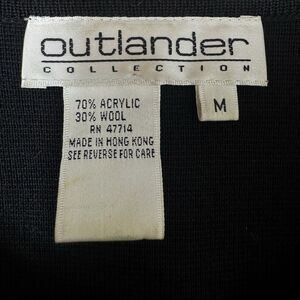 outlander
COLLECTION
M
70% ACRYLIC
30% WOOL
RN 47714
MADE IN HONG KONG
SEE REVERSE FOR CARE